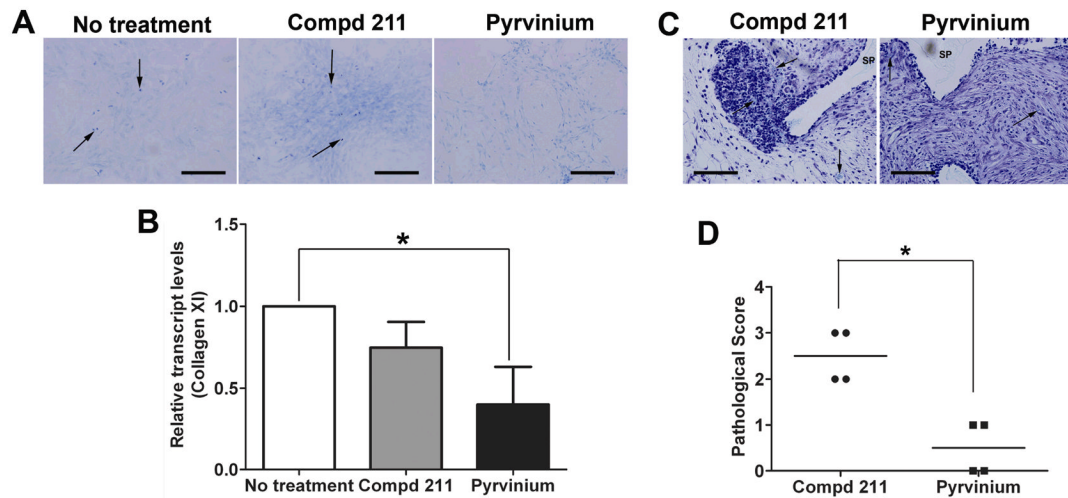 A
No treatment
Compd 211
Pyrvinium
C
Compd 211
Pyrvinium
SP
SP
B
Relative transcript levels
(Collagen XI)
1.5
1.0
0.5
0.0
*
No treatment
Compd 211
Pyrvinium
D
Pathological Score
4
3
2
1
0
*
Compd 211
Pyrvinium